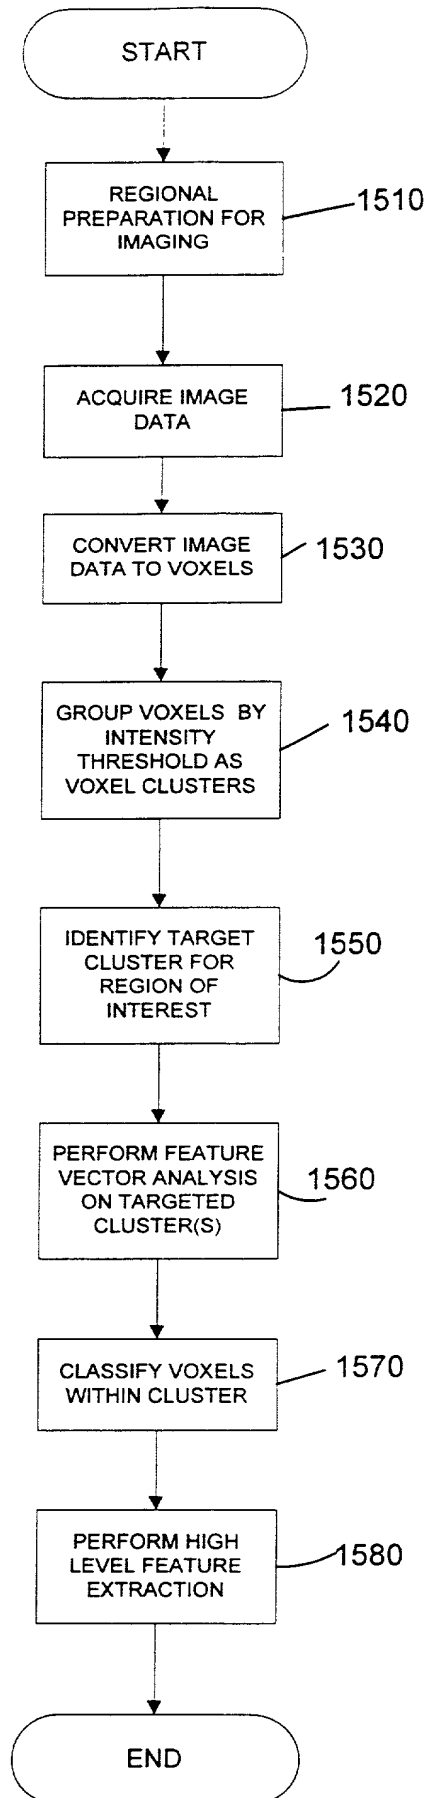 START
REGIONAL
PREPARATION FOR
IMAGING
1510
ACQUIRE IMAGE
DATA
1520
CONVERT IMAGE
DATA TO VOXELS
1530
GROUP VOXELS BY
INTENSITY
THRESHOLD AS
VOXEL CLUSTERS
1540
IDENTIFY TARGET
CLUSTER FOR
REGION OF
INTEREST
1550
PERFORM FEATURE
VECTOR ANALYSIS
ON TARGETED
CLUSTER(S)
1560
CLASSIFY VOXELS
WITHIN CLUSTER
1570
PERFORM HIGH
LEVEL FEATURE
EXTRACTION
1580
END